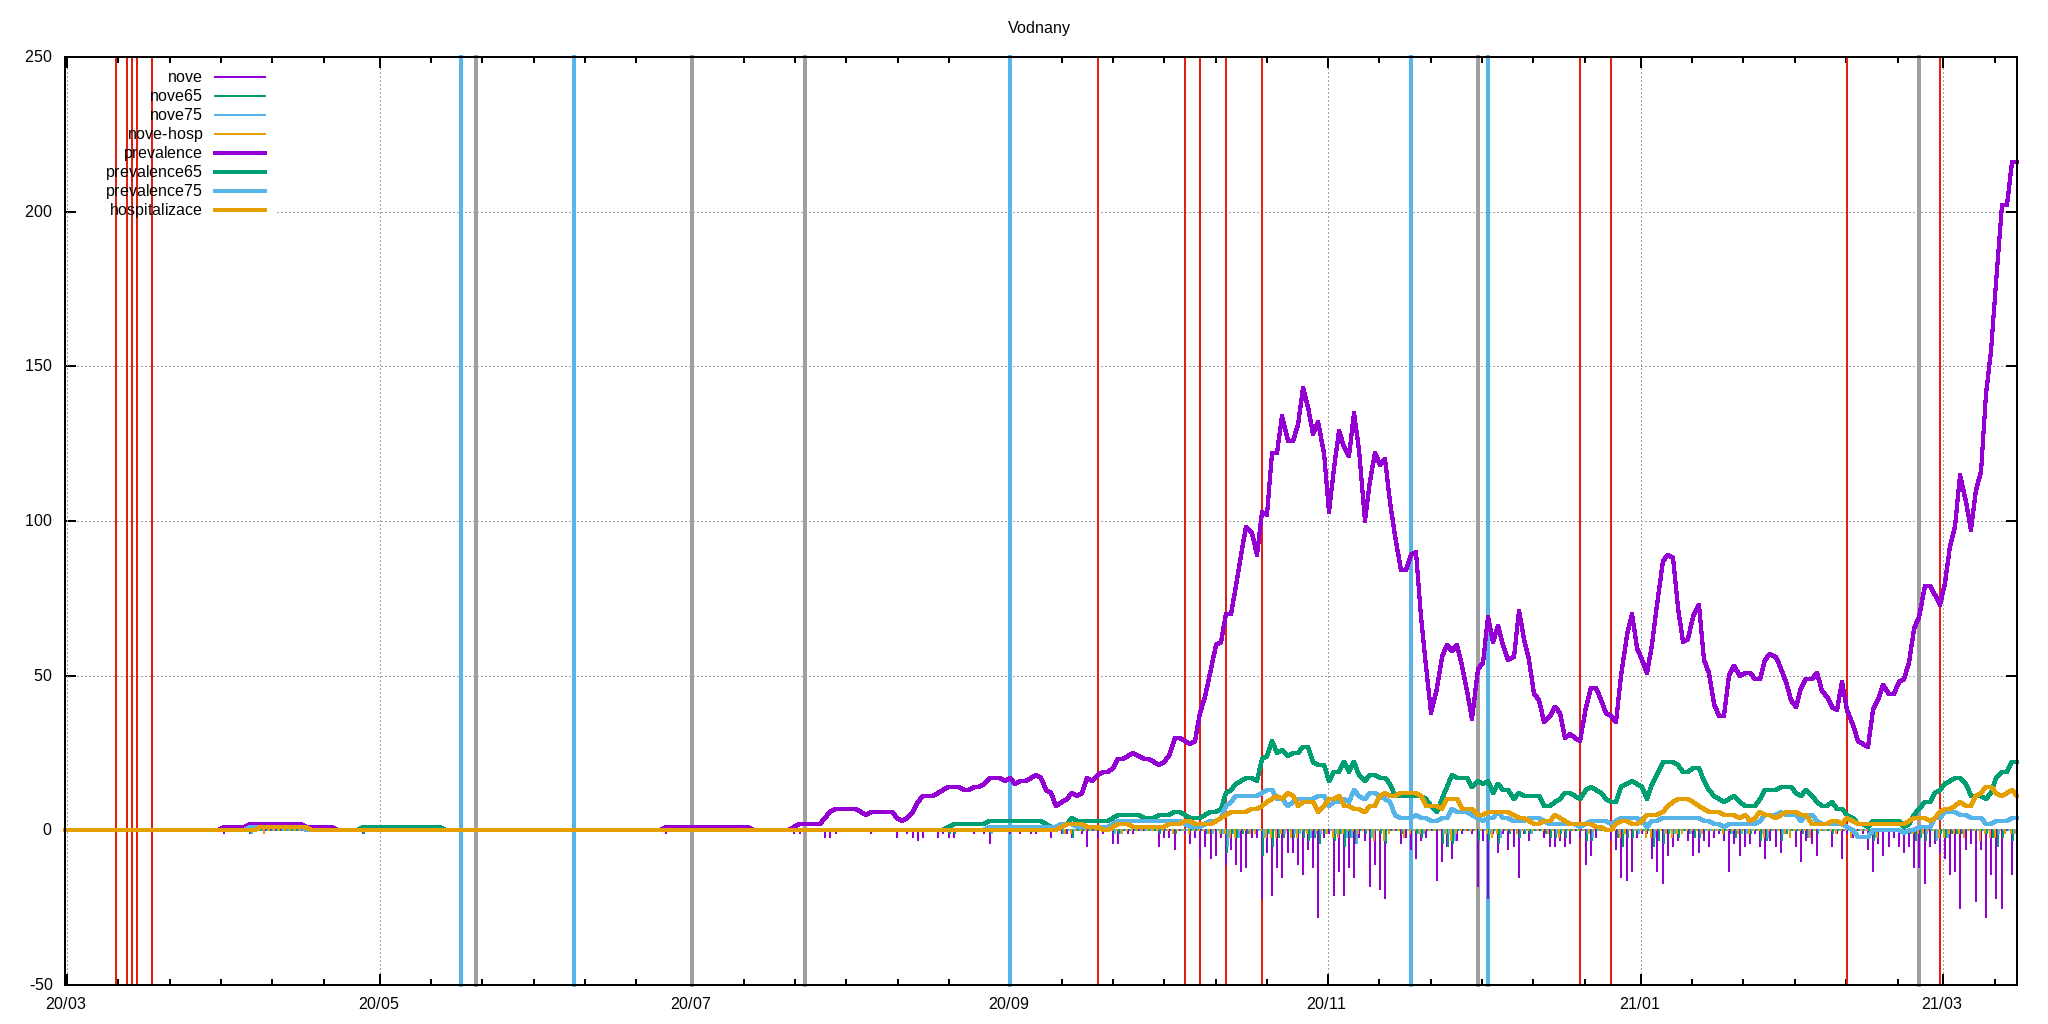 Vodnany
250
nove
nove65
nove75
nove-hosp
prevalence
prevalence65
prevalence75
hospitalizace
200
150
100
50
0
-50
20/03 20/05 20/07 20/09 20/11 21/01 21/03